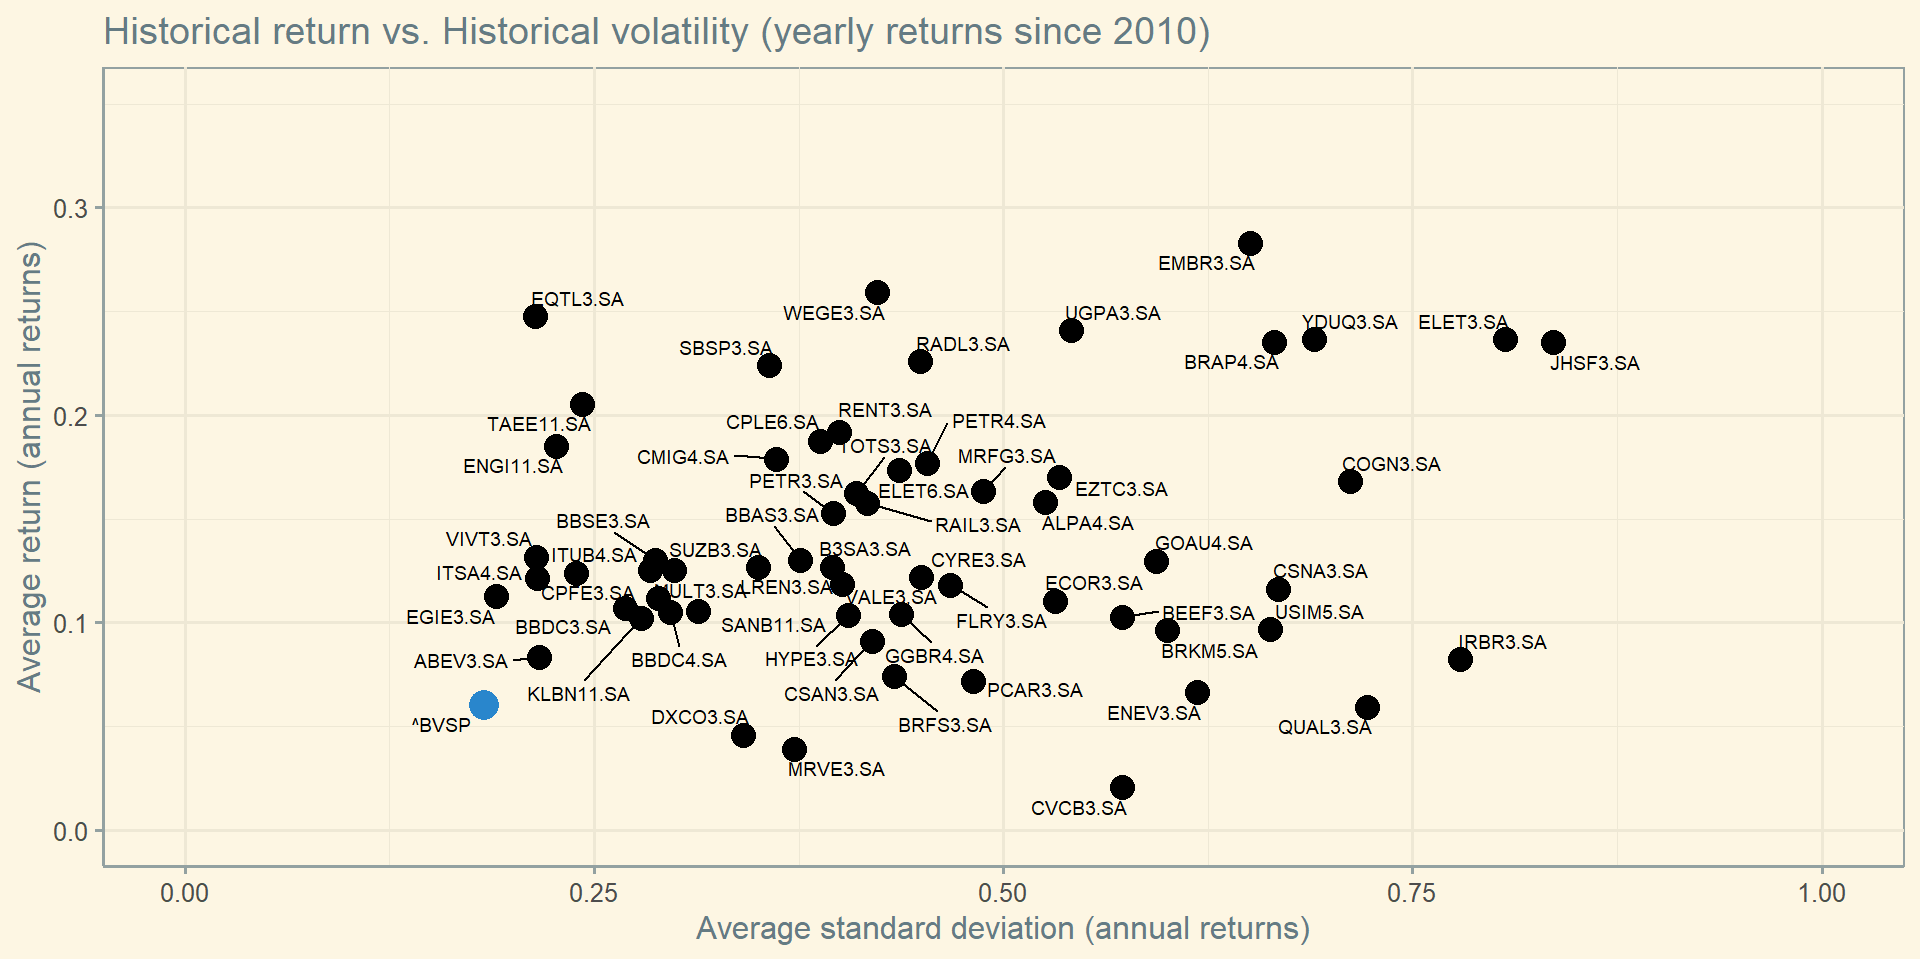 Historical return vs. Historical volatility (yearly returns since 2010)
Average return (annual returns)
0.3
0.2
0.1
0.0
EMBR3.SA
EQTL3.SA
WEGE3.SA
UGPA3.SA
YDUQ3.SA
ELET3.SA
SBSP3.SA
RADL3.SA
BRAP4.SA
JHSF3.SA
RENT3.SA
TAEE11.SA
CPLE6.SA
PETR4.SA
TOTS3.SA
CMIG4.SA
MRFG3.SA
ENGI11.SA
COGN3.SA
PETR3.SA
ELET6.SA
EZTC3.SA
BBSE3.SA
BBAS3.SA
RAIL3.SA
ALPA4.SA
VIVT3.SA
ITUB4.SA
SUZB3.SA
B3SA3.SA
CYRE3.SA
GOAU4.SA
ITSA4.SA
CPFE3.SA
MULT3.SA
LREN3.SA
VALE3.SA
ECOR3.SA
CSNA3.SA
EGIE3.SA
BBDC3.SA
SANB11.SA
FLRY3.SA
BEEF3.SA
USIM5.SA
ABEV3.SA
BBDC4.SA
HYPE3.SA
GGBR4.SA
BRKM5.SA
IRBR3.SA
KLBN11.SA
CSAN3.SA
PCAR3.SA
^BVSP
DXCO3.SA
BRFS3.SA
ENEV3.SA
QUAL3.SA
MRVE3.SA
CVCB3.SA
0.00
0.25
0.50
0.75
1.00
Average standard deviation (annual returns)